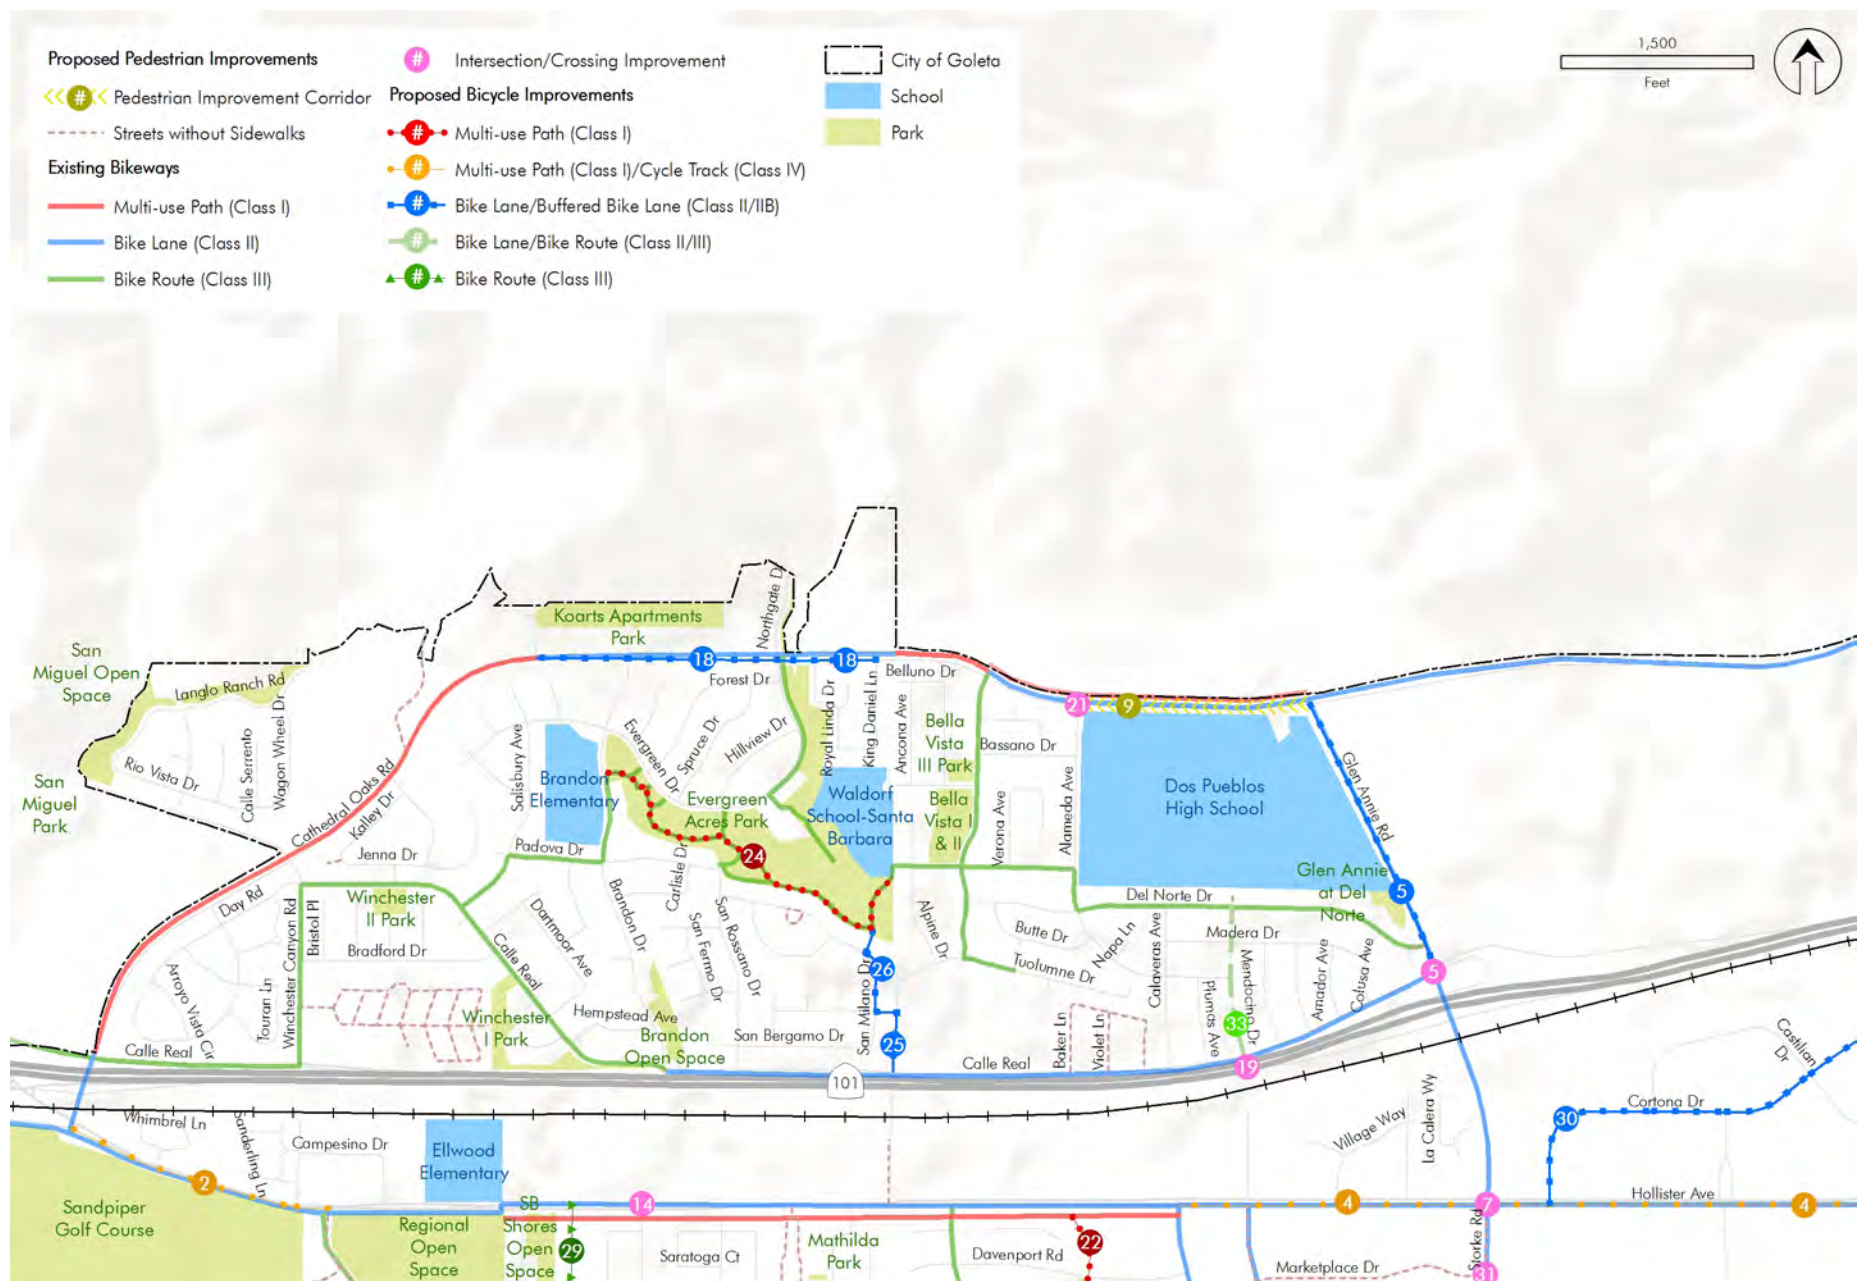 Proposed Pedestrian Improvements
#
Pedestrian Improvement Corridor
Streets without Sidewalks
Existing Bikeways
Multi-use Path (Class I)
Bike Lane (Class II)
Bike Route (Class III)
#
Intersection/Crossing Improvement
Proposed Bicycle Improvements
#
Multi-use Path (Class I)
#
Multi-use Path (Class I)/Cycle Track (Class IV)
#
Bike Lane/Buffered Bike Lane (Class II/IIB)
#
Bike Lane/Bike Route (Class II/III)
#
Bike Route (Class III)
City of Goleta
School
Park
1,500
Feet
Koarts Apartments
Park
Northgate D
San
Miguel Open
Space
Langlo Ranch Rd
18
18
Forest Dr
Belluno Dr
21
9
Rio Vista Dr
Calle Serrento
Wagon Wheel Dr
San
Miguel
Park
Cathedral Oaks Rd
Kalley Dr
Jenna Dr
Salisbury Ave
Brandon
Elementary
Padova Dr
Evergreen Dr
Spruce Dr
Hillview Dr
Evergreen
Acres Park
Royal Linda Dr
King Daniel Ln
Ancona Ave
Waldorf
School-Santa
Barbara
Bella
Vista
III Park
Bella
Vista I
& II
Bassano Dr
Verona Ave
Alameda Ave
Dos Pueblos
High School
Glen Annie Rd
Glen Annie
at Del
Norte
5
24
Carlisle Dr
Day Rd
Winchester
II Park
Bristol Pl
Winchester Canyon Rd
Bradford Dr
Dartmoor Ave
Calle Real
Brandon Dr
San Fermo Dr
San Rossano Dr
Alpine Dr
Del Norte Dr
Butte Dr
Napa Ln
Tuolumne Dr
Calaveras Ave
Madera Dr
Mendocino Dr
Plumas Ave
Amador Ave
Colusa Ave
5
Arroyo Vista Cir
Touran Ln
Calle Real
Winchester
I Park
Hempstead Ave
Brandon
Open Space
San Bergamo Dr
San Milano Dr
26
25
Calle Real
Baker Ln
Violet Ln
33
19
101
Castilian
Dr
Cortona Dr
30
Village Way
La Calera Wy
Whimbrel Ln
Sanderling Ln
Campesino Dr
Ellwood
Elementary
2
14
4
7
Hollister Ave
4
Sandpiper
Golf Course
Regional
Open
Space
SB
Shores
Open
Space
29
Saratoga Ct
Mathilda
Park
Davenport Rd
22
Storke Rd
Marketplace Dr
31